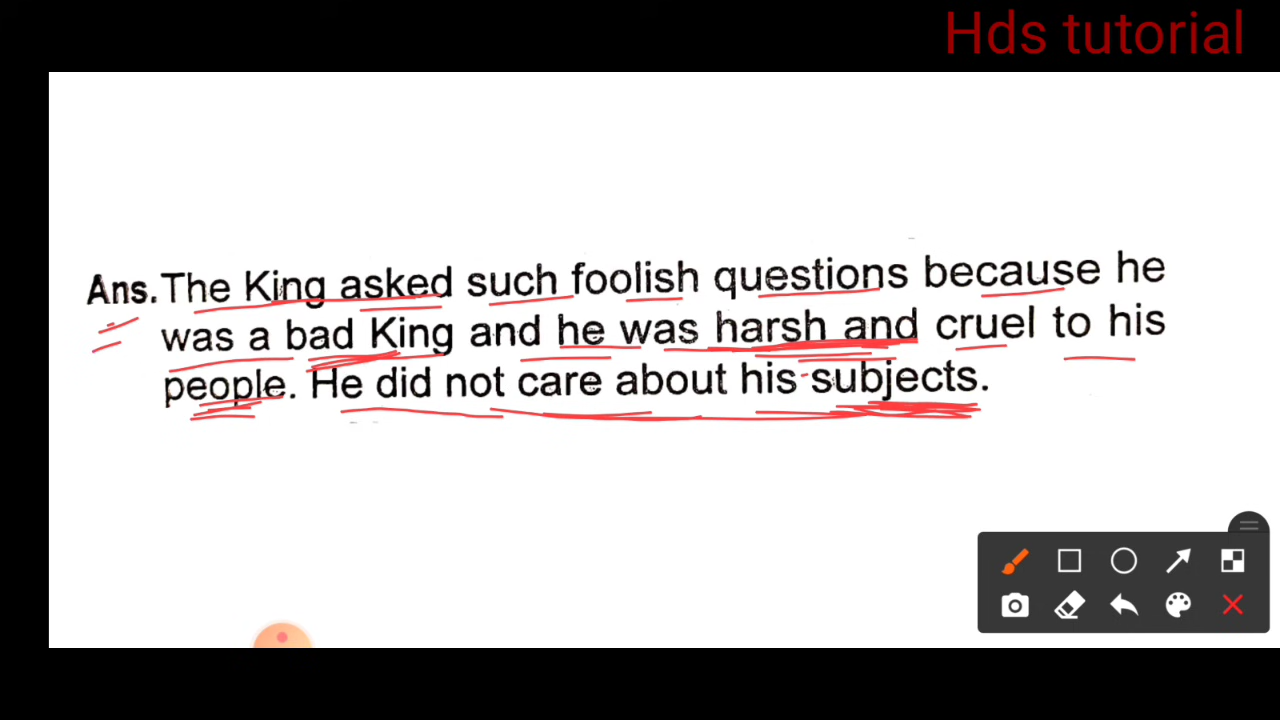 Hds tutorial
Ans. The King asked such foolish questions because he
was a bad King and he was harsh and cruel to his
people. He did not care about his subjects.